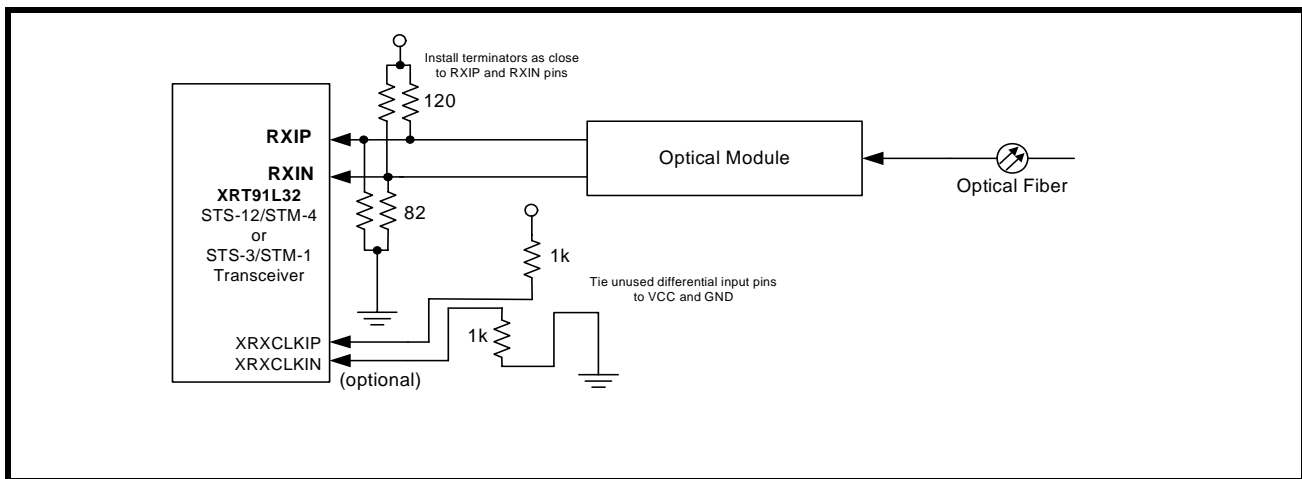 Install terminators as close
to RXIP and RXIN pins
120
RXIP
RXIN
XRT91L32
STS-12/STM-4
or
STS-3/STM-1
Transceiver
82
Optical Module
Optical Fiber
1k
Tie unused differential input pins
to VCC and GND
1k
XRXCLKIP
XRXCLKIN
(optional)